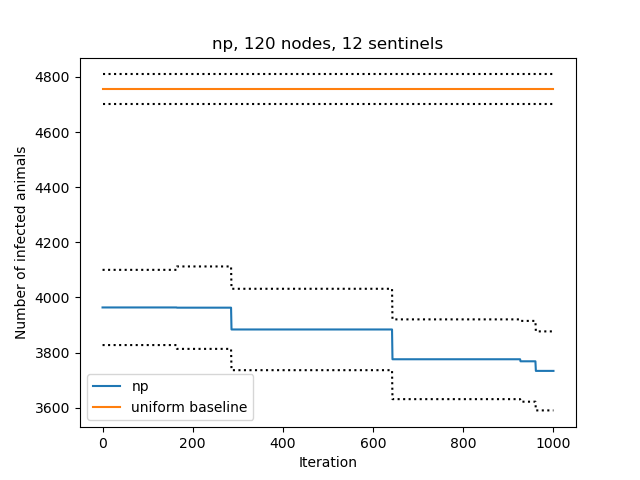 np, 120 nodes, 12 sentinels
4800
4600
4400
4200
4000
3800
3600
Number of infected animals
np
uniform baseline
0 200 400 600 800 1000
Iteration